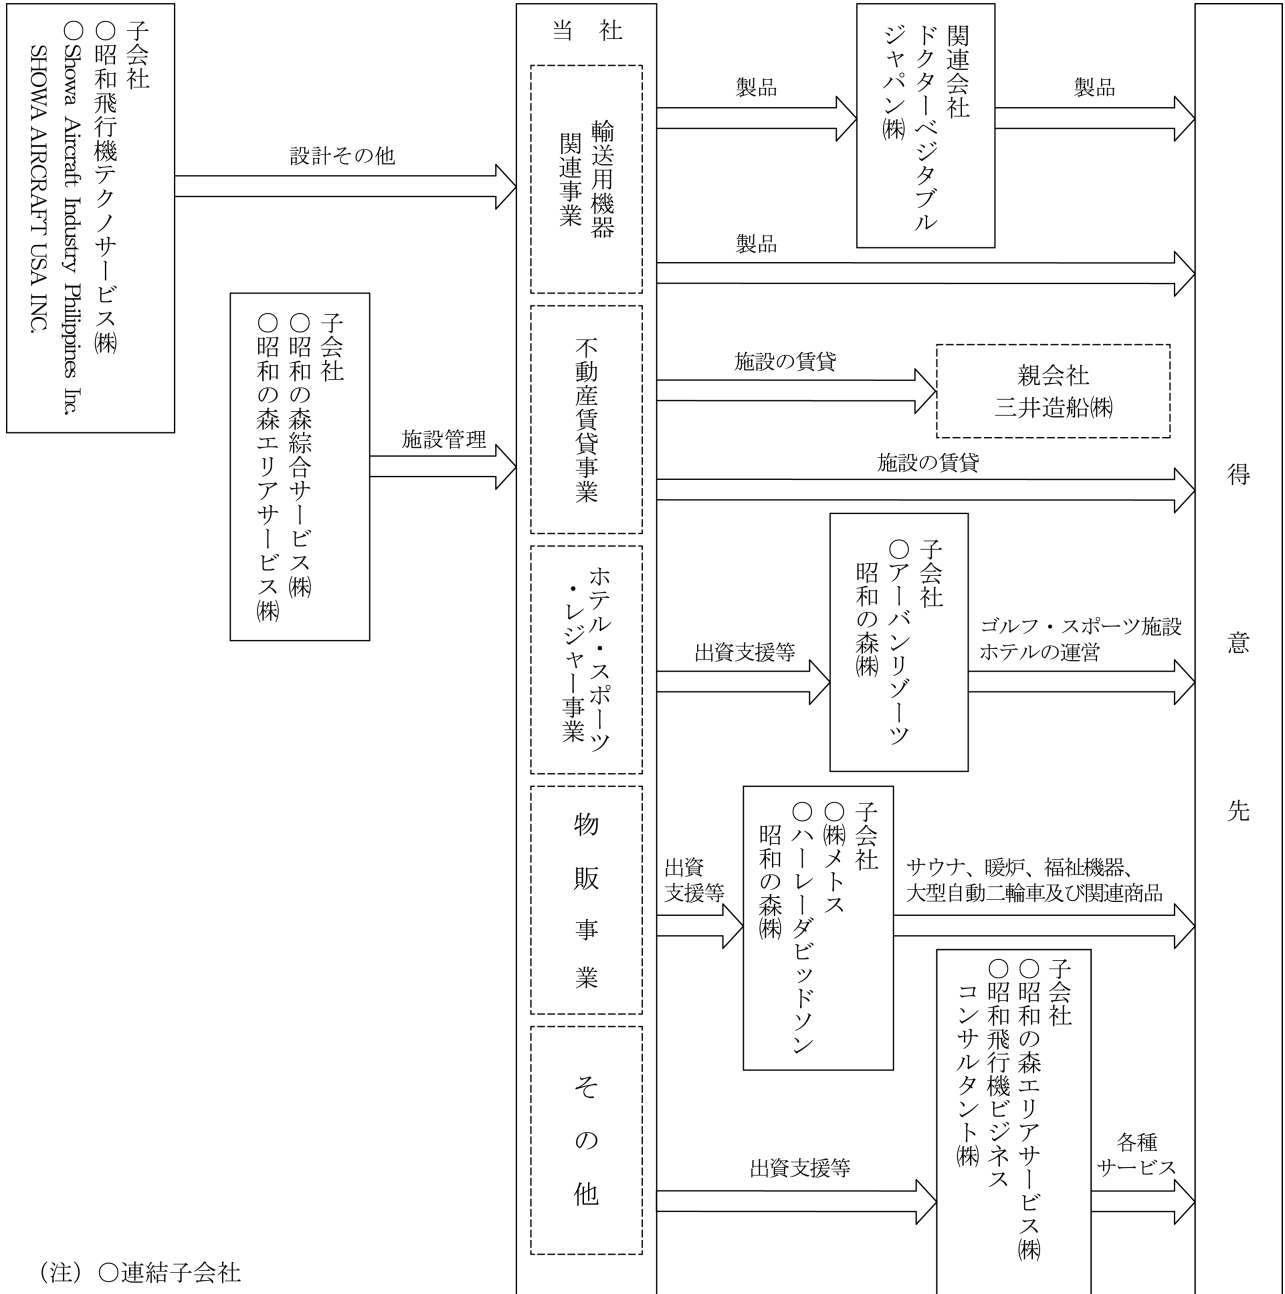 子会社
○昭和飛行機テクノサービス㈱
○Showa Aircraft Industry Philippines Inc.
SHOWA AIRCRAFT USA INC.
設計その他
子会社
○昭和の森綜合サービス㈱
○昭和の森エリアサービス㈱
施設管理
当 社
輸送用機器
関連事業
不動産賃貸事業
ホテル・スポーツ
・レジャー事業
物販事業
その他
製品
関連会社
ドクターベジタブル
ジャパン㈱
製品
製品
施設の賃貸
親会社
三井造船㈱
施設の賃貸
出資支援等
子会社
○アーバンリゾーツ
昭和の森㈱
ゴルフ・スポーツ施設
ホテルの運営
出資
支援等
子会社
○㈱メトス
○ハーレーダビッドソン
昭和の森㈱
サウナ、暖炉、福祉機器、
大型自動二輪車及び関連商品
出資支援等
子会社
○昭和の森エリアサービス㈱
○昭和飛行機ビジネス
コンサルタント㈱
各種
サービス
得意先
（注）○連結子会社